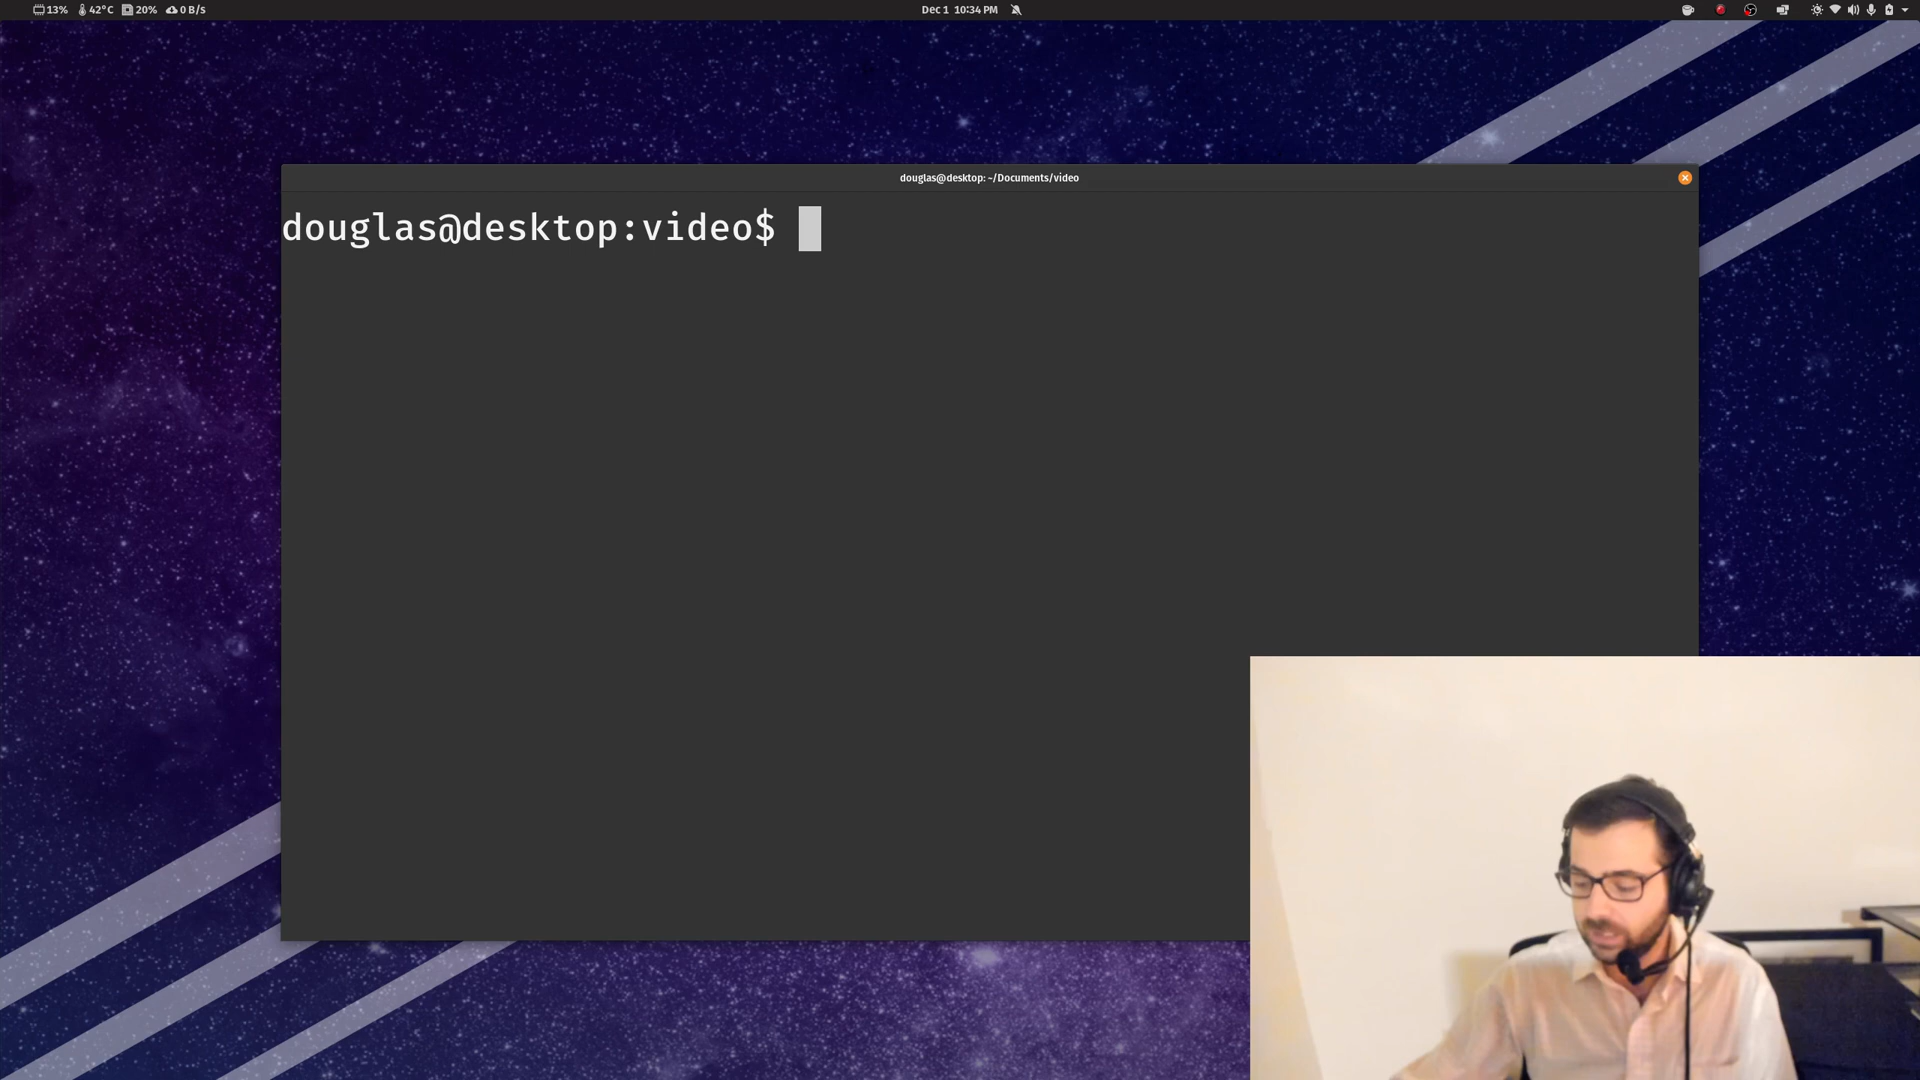 13% 42°C 20% 0 B/s
Dec 1 10:34 PM
douglas@desktop: ~/Documents/video
douglas@desktop:video$